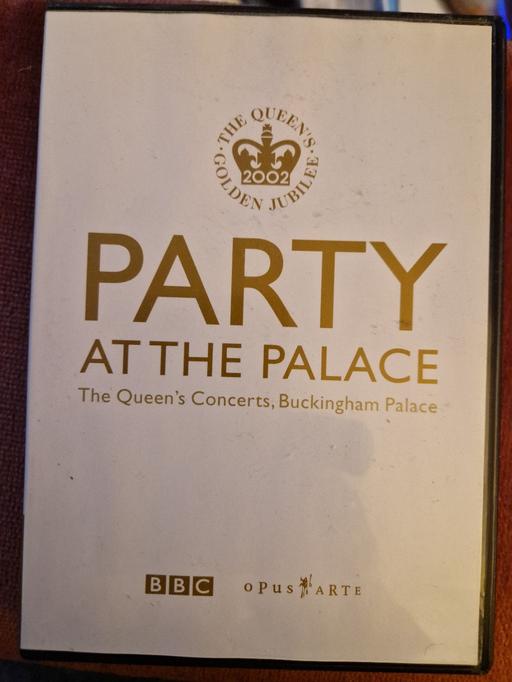 · THE QUEEN'S ·
2002
GOLDEN JUBILEE
PARTY
AT THE PALACE
The Queen's Concerts, Buckingham Palace
BBC opus ARTE